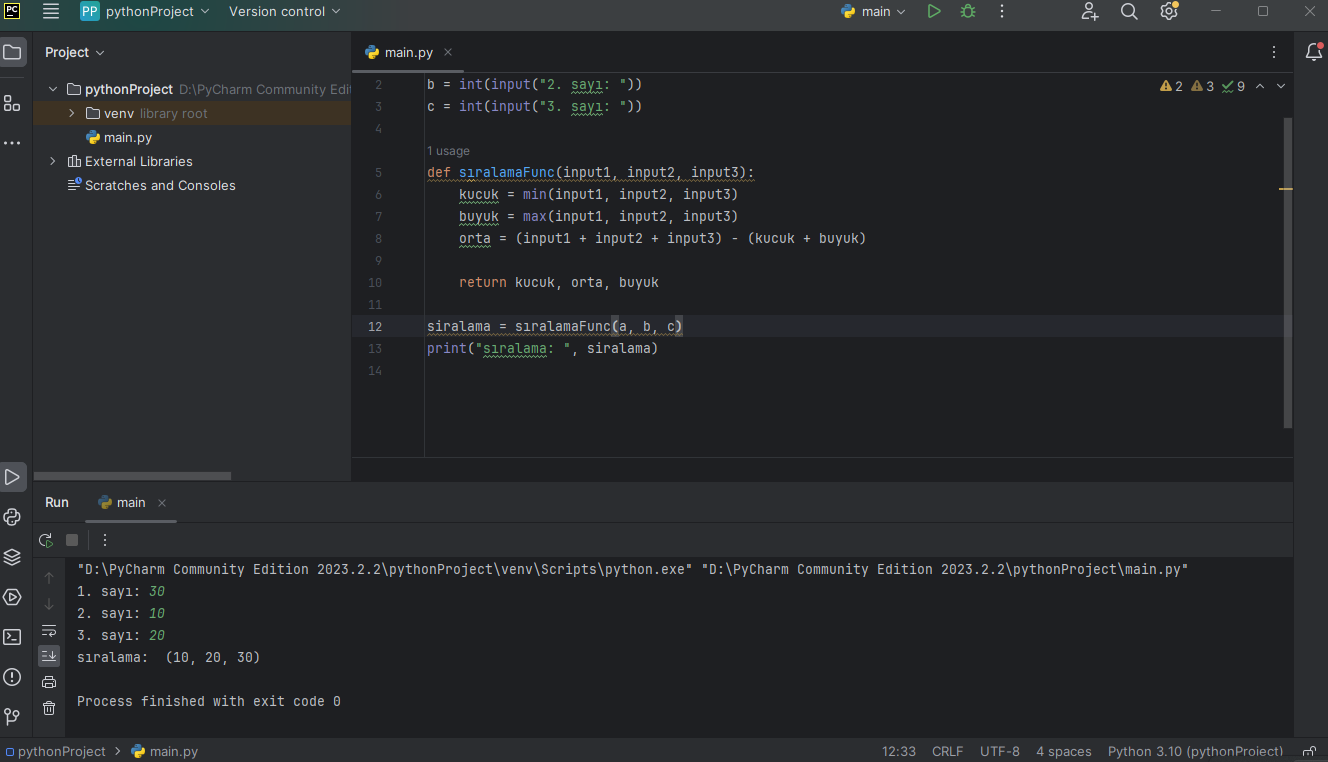 PC
PP pythonProject Version control main
Project
pythonProject D:\PyCharm Community Edi
venv library root
main.py
External Libraries
Scratches and Consoles
main.py
2 3 9
2 b = int(input("2. sayı: "))
3 c = int(input("3. sayı: "))
4
1 usage
5 def sıralamaFunc(input1, input2, input3):
6 kucuk = min(input1, input2, input3)
7 buyuk = max(input1, input2, input3)
8 orta = (input1 + input2 + input3) - (kucuk + buyuk)
9
10 return kucuk, orta, buyuk
11
12 siralama = sıralamaFunc(a, b, c)
13 print("sıralama: ", siralama)
14
Run main
"D:\PyCharm Community Edition 2023.2.2\pythonProject\venv\Scripts\python.exe" "D:\PyCharm Community Edition 2023.2.2\pythonProject\main.py"
1. sayı: 30
2. sayı: 10
3. sayı: 20
sıralama:  (10, 20, 30)
Process finished with exit code 0
pythonProject > main.py
12:33 CRLF UTF-8 4 spaces Python 3.10 (pythonProject)